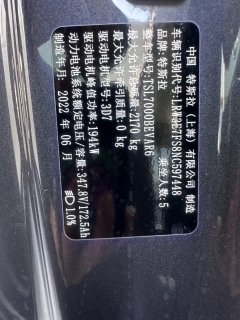 中国 特斯拉（上海）有限公司 制造
车辆识别代号：LRW3E7FS8NC597448
品牌：特斯拉 乘坐人数：5
整车型号：TSL7000BEVAR6
最大允许总质量：2170 kg
最大允许牵引质量：0 kg
驱动电机型号：3D7
驱动电机峰值功率：194kW
动力电池系统额定电压/容量：347.8V/172.5Ah
制造年月：2022 年 06 月
1.0%